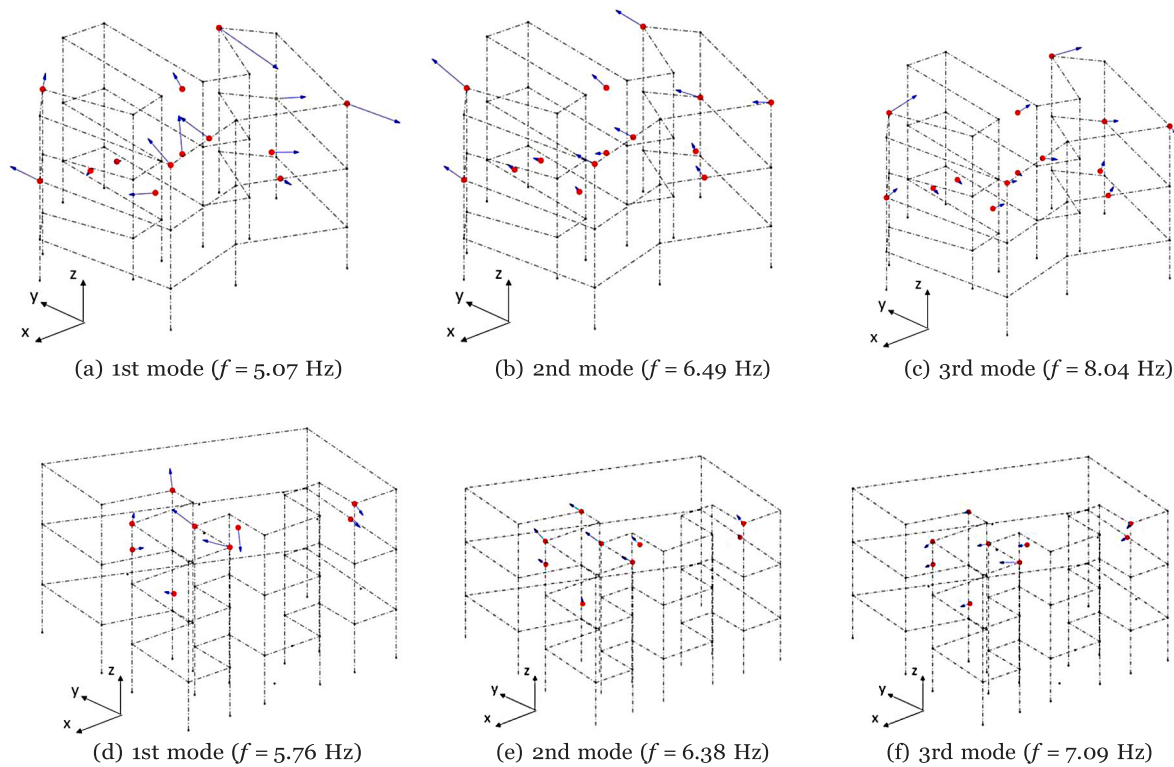 z
y
x
(a) 1st mode (f = 5.07 Hz)
z
y
x
(b) 2nd mode (f = 6.49 Hz)
z
y
x
(c) 3rd mode (f = 8.04 Hz)
z
y
x
(d) 1st mode (f = 5.76 Hz)
z
y
x
(e) 2nd mode (f = 6.38 Hz)
z
y
x
(f) 3rd mode (f = 7.09 Hz)